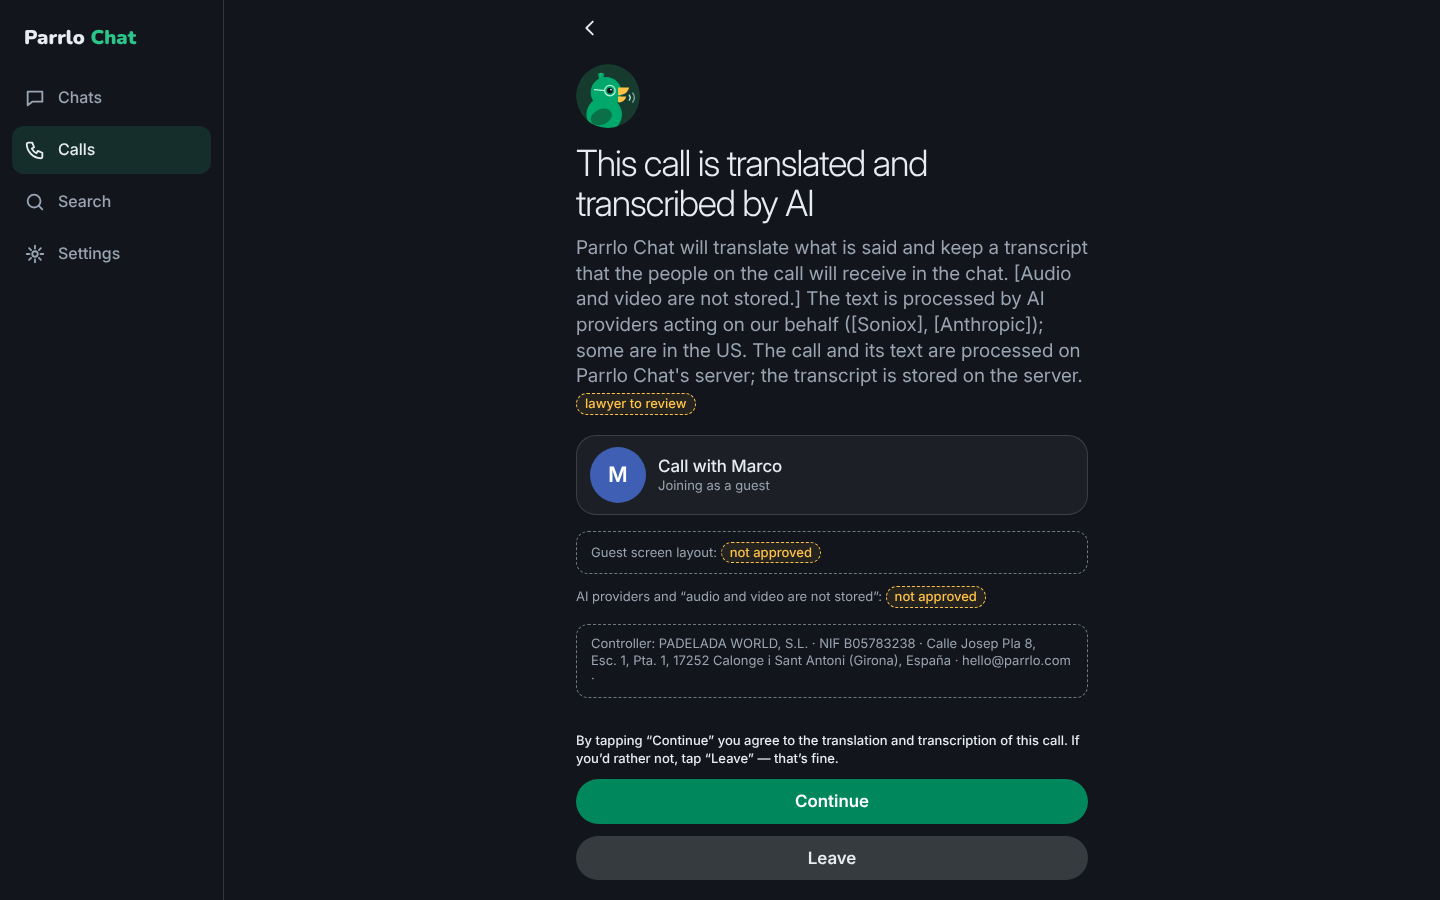 Parrlo Chat
Chats
Calls
Search
Settings
This call is translated and
transcribed by AI
Parrlo Chat will translate what is said and keep a transcript
that the people on the call will receive in the chat. [Audio
and video are not stored.] The text is processed by AI
providers acting on our behalf ([Soniox], [Anthropic]);
some are in the US. The call and its text are processed on
Parrlo Chat's server; the transcript is stored on the server.
lawyer to review
M
Call with Marco
Joining as a guest
Guest screen layout: not approved
AI providers and “audio and video are not stored”: not approved
Controller: PADELADA WORLD, S.L. · NIF B05783238 · Calle Josep Pla 8,
Esc. 1, Pta. 1, 17252 Calonge i Sant Antoni (Girona), España · hello@parrlo.com
·
By tapping “Continue” you agree to the translation and transcription of this call. If
you’d rather not, tap “Leave” — that’s fine.
Continue
Leave